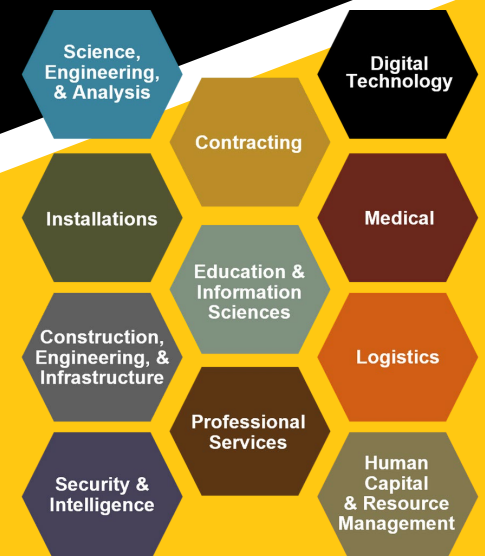 Science,
Engineering,
& Analysis
Digital
Technology
Contracting
Installations
Medical
Education &
Information
Sciences
Construction,
Engineering, &
Infrastructure
Logistics
Professional
Services
Security &
Intelligence
Human
Capital
& Resource
Management